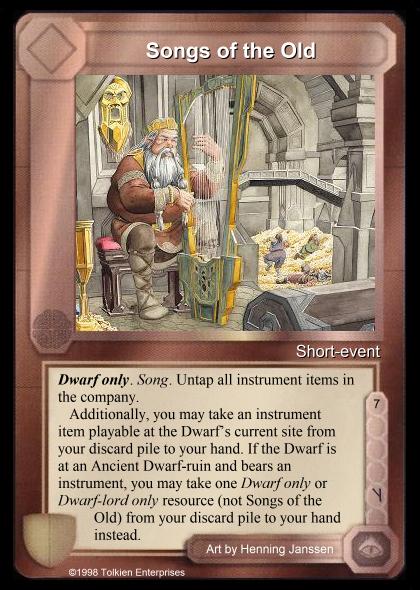 Songs of the Old
Short-event
Dwarf only. Song. Untap all instrument items in
the company.
Additionally, you may take an instrument
item playable at the Dwarf's current site from
your discard pile to your hand. If the Dwarf is
at an Ancient Dwarf-ruin and bears an
instrument, you may take one Dwarf only or
Dwarf-lord only resource (not Songs of the
Old) from your discard pile to your hand
instead.
7
Art by Henning Janssen
©1998 Tolkien Enterprises